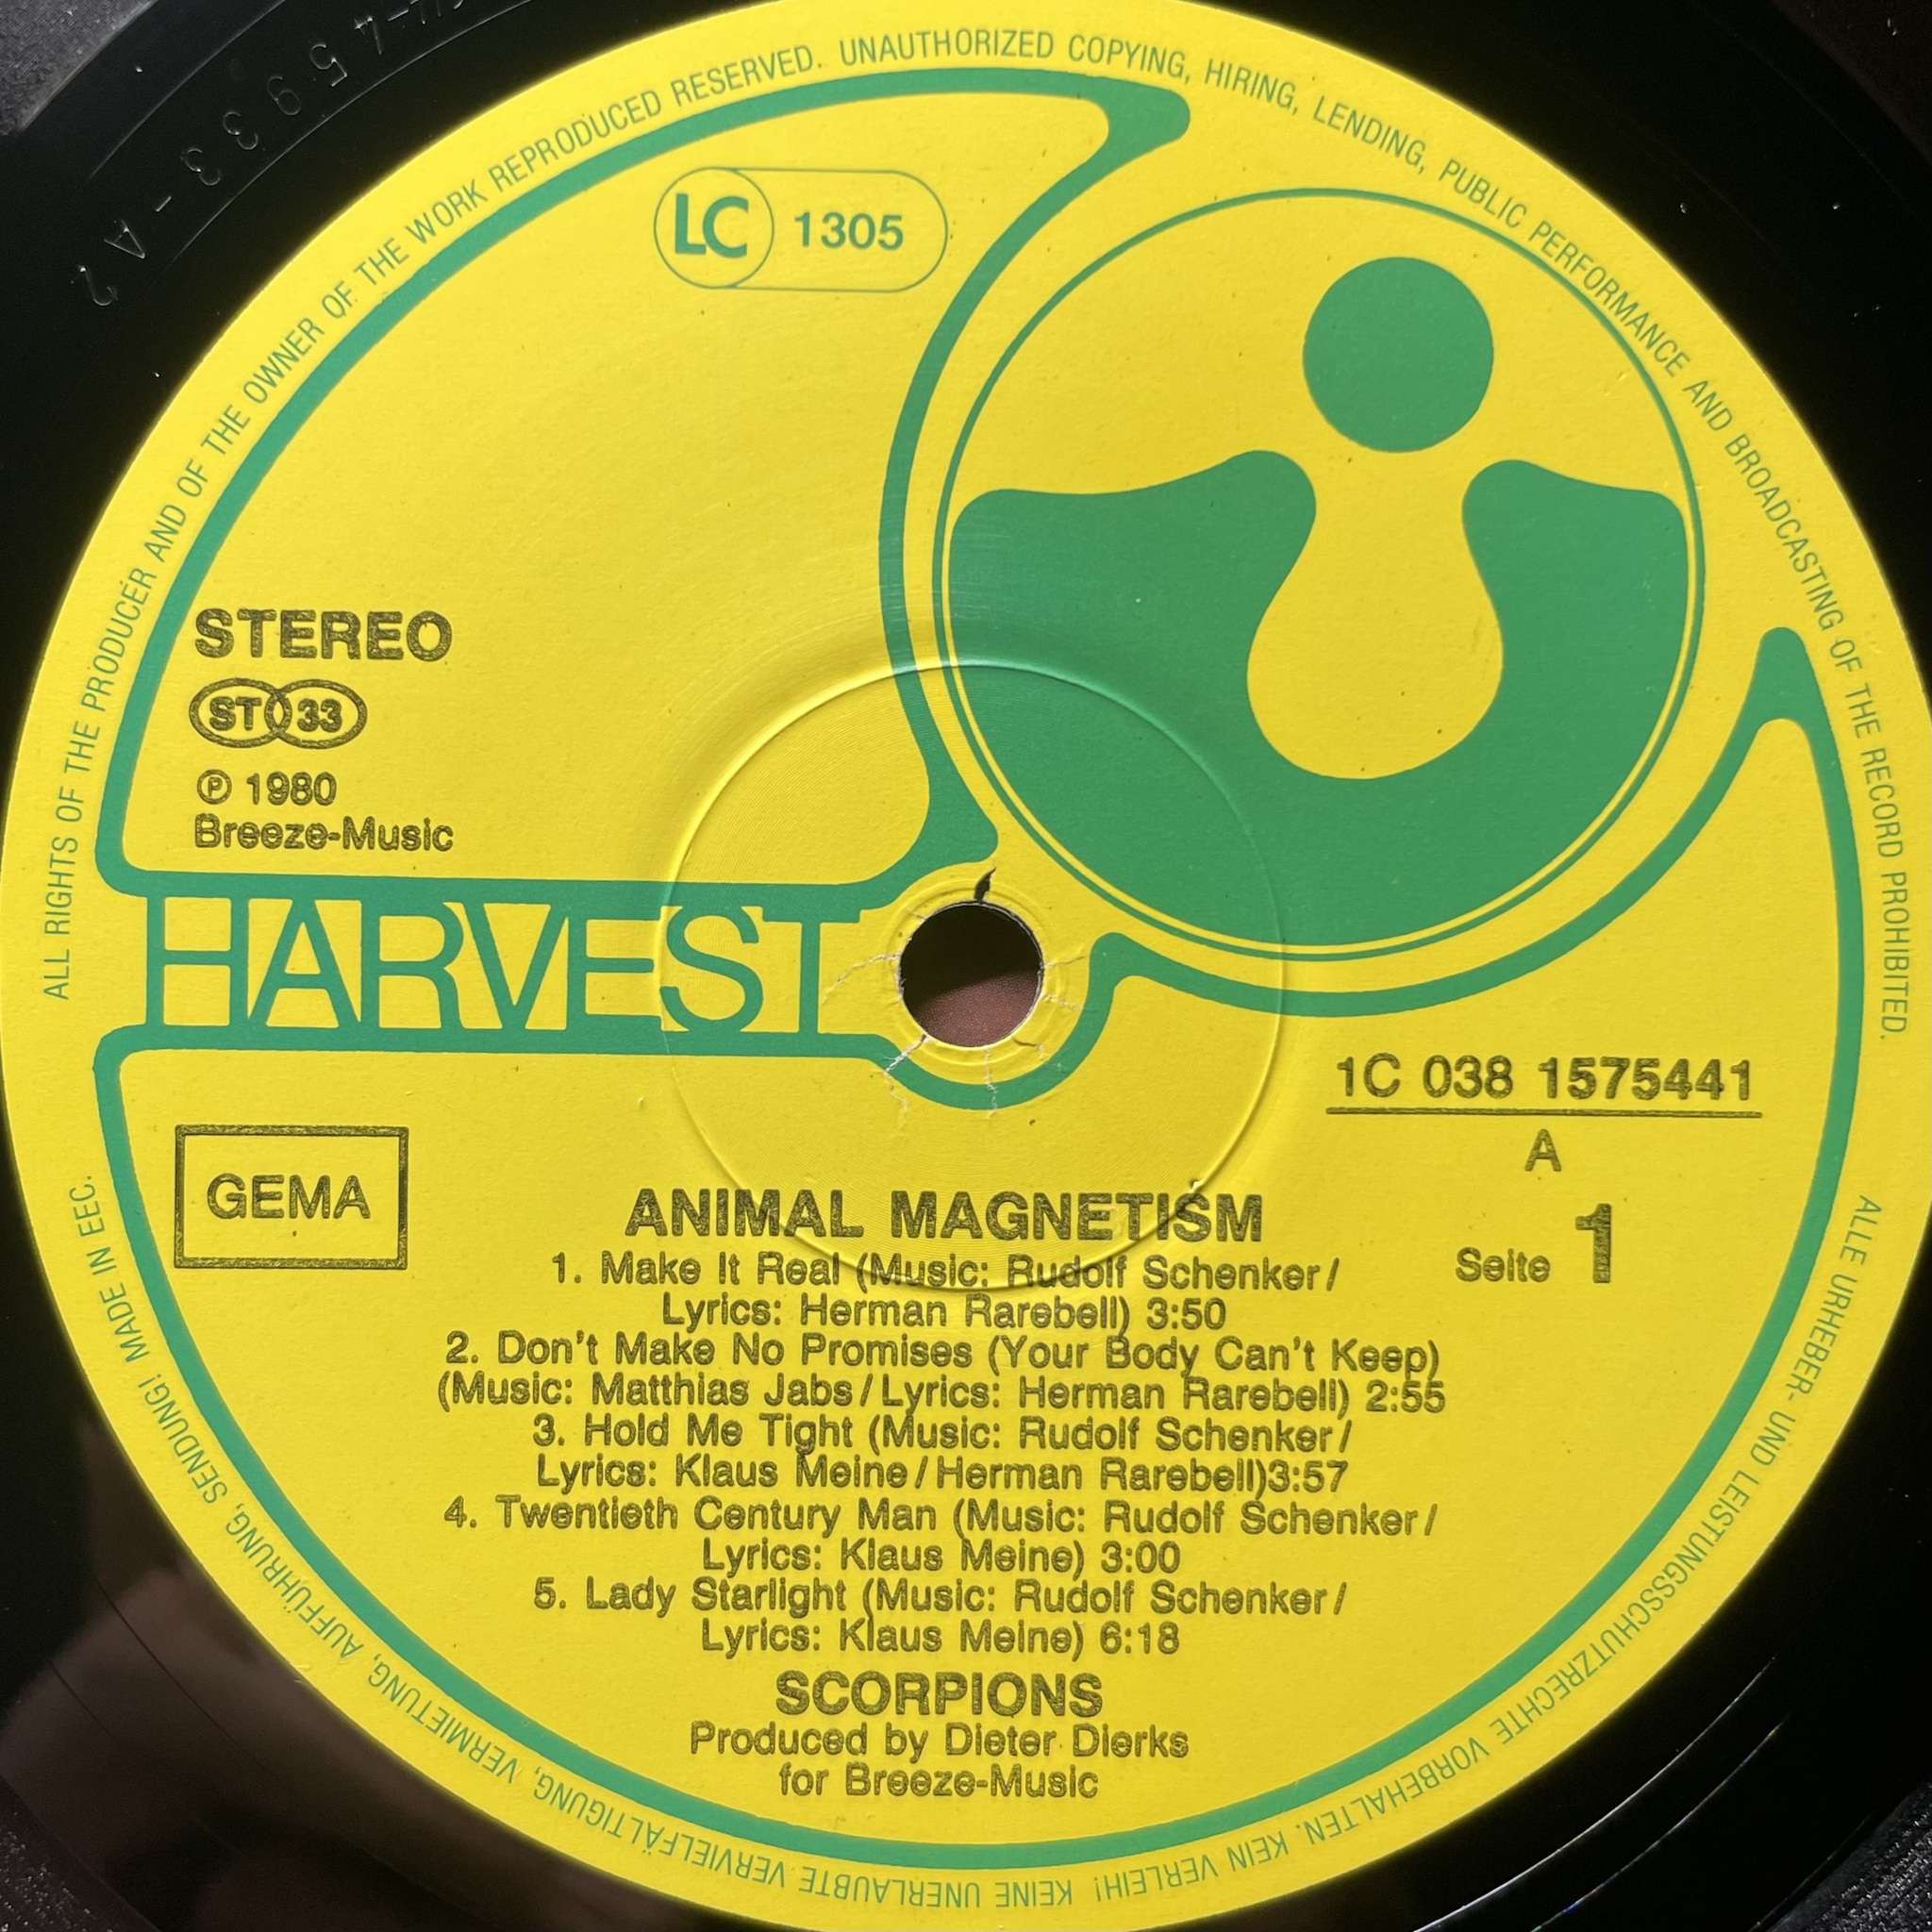 ALL RIGHTS OF THE PRODUCER AND OF THE OWNER OF THE WORK REPRODUCED RESERVED. UNAUTHORIZED COPYING, HIRING, LENDING, PUBLIC PERFORMANCE AND BROADCASTING OF THE RECORD PROHIBITED.
LC 1305
STEREO
ST 33
Ⓟ 1980
Breeze-Music
HARVEST
1C 038 1575441
A
Seite 1
GEMA
ANIMAL MAGNETISM
1. Make It Real (Music: Rudolf Schenker/
Lyrics: Herman Rarebell) 3:50
2. Don't Make No Promises (Your Body Can't Keep)
(Music: Matthias Jabs/Lyrics: Herman Rarebell) 2:55
3. Hold Me Tight (Music: Rudolf Schenker/
Lyrics: Klaus Meine/Herman Rarebell)3:57
4. Twentieth Century Man (Music: Rudolf Schenker/
Lyrics: Klaus Meine) 3:00
5. Lady Starlight (Music: Rudolf Schenker/
Lyrics: Klaus Meine) 6:18
SCORPIONS
Produced by Dieter Dierks
for Breeze-Music
ALLE URHEBER- UND LEISTUNGSSCHUTZRECHTE VORBEHALTEN. KEIN VERLEIH! KEINE UNERLAUBTE VERVIELFÄLTIGUNG, VERMIETUNG, AUFFÜHRUNG, SENDUNG! MADE IN EEC.
45933-A